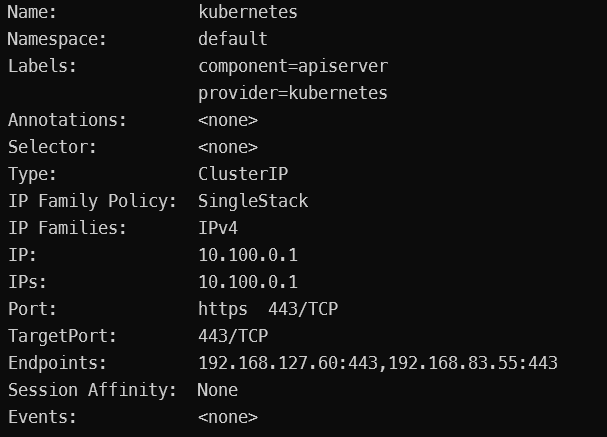 Name: kubernetes
Namespace: default
Labels: component=apiserver
provider=kubernetes
Annotations: <none>
Selector: <none>
Type: ClusterIP
IP Family Policy: SingleStack
IP Families: IPv4
IP: 10.100.0.1
IPs: 10.100.0.1
Port: https 443/TCP
TargetPort: 443/TCP
Endpoints: 192.168.127.60:443,192.168.83.55:443
Session Affinity: None
Events: <none>